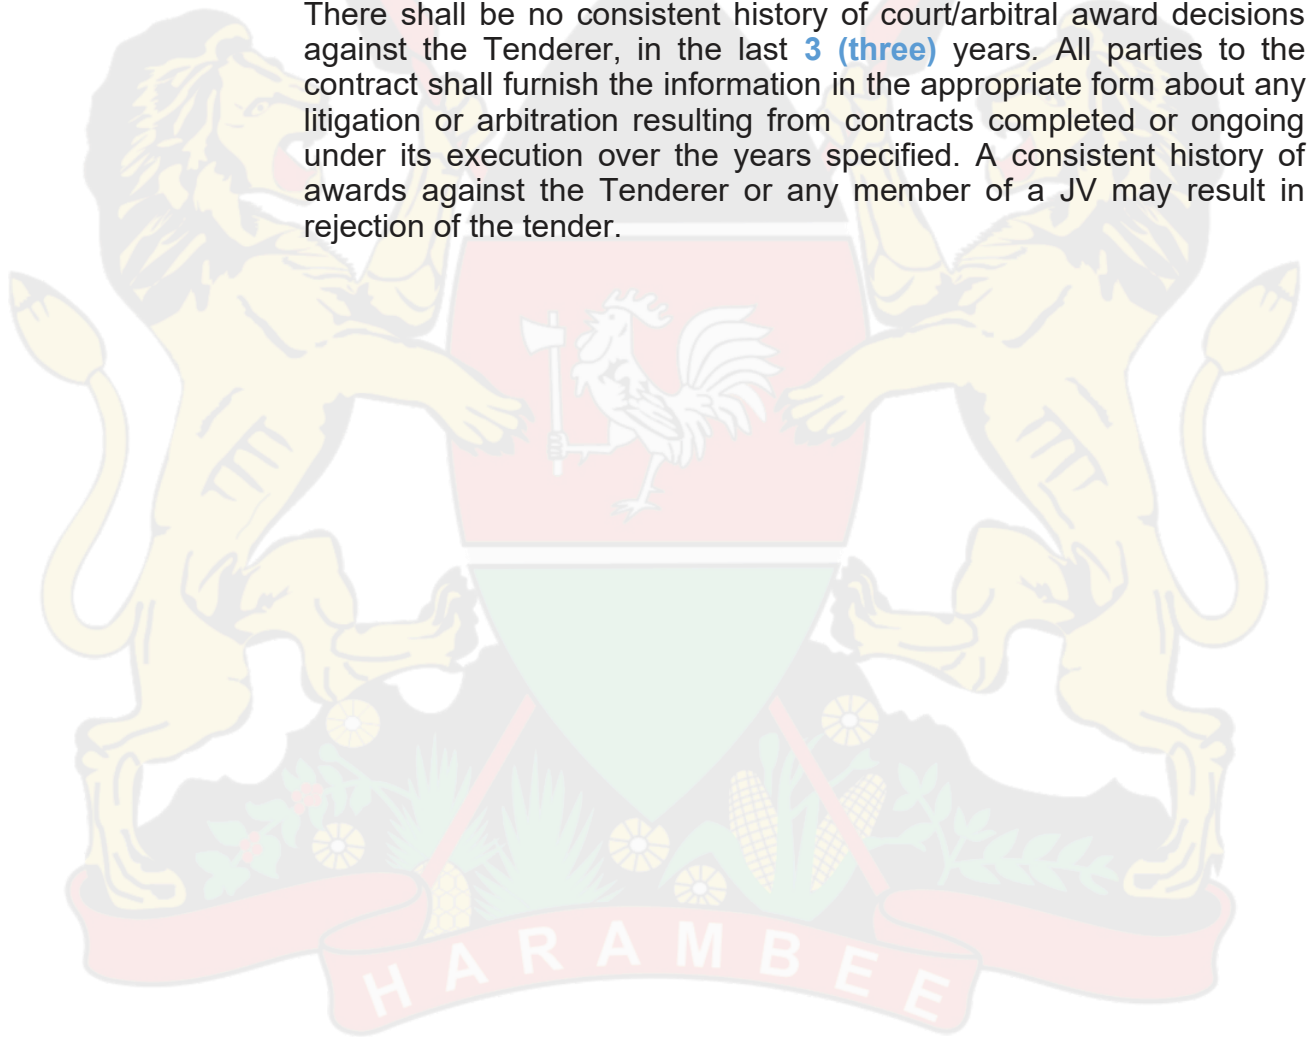 There shall be no consistent history of court/arbitral award decisions
against the Tenderer, in the last 3 (three) years. All parties to the
contract shall furnish the information in the appropriate form about any
litigation or arbitration resulting from contracts completed or ongoing
under its execution over the years specified. A consistent history of
awards against the Tenderer or any member of a JV may result in
rejection of the tender.
HARAMBEE